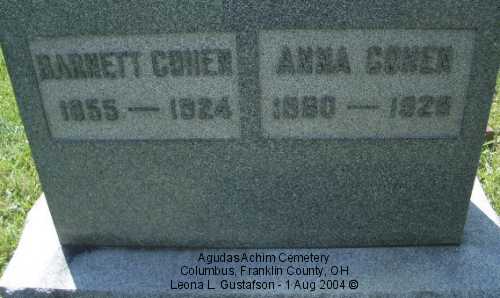 BARNETT COHEN
1855 — 1924
ANNA COHEN
1860 — 1926
AgudasAchim Cemetery
Columbus, Franklin County, OH
Leona L. Gustafson - 1 Aug 2004 ©